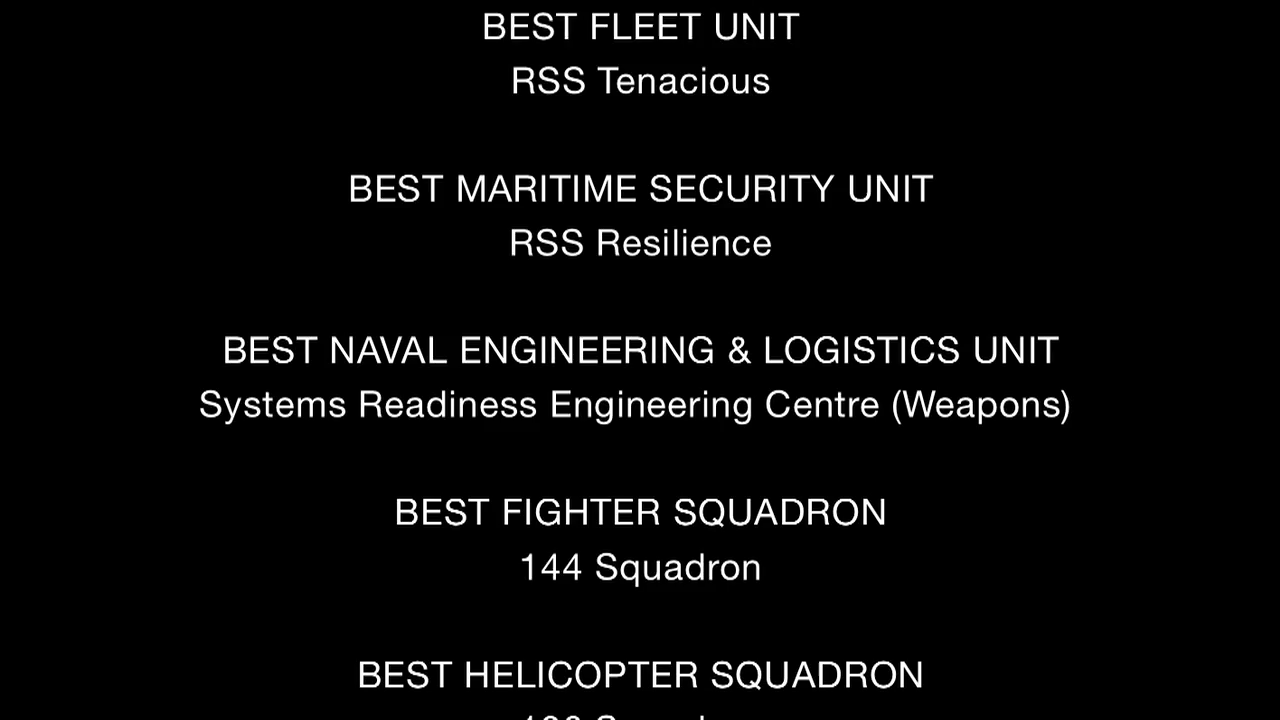 BEST FLEET UNIT
RSS Tenacious
BEST MARITIME SECURITY UNIT
RSS Resilience
BEST NAVAL ENGINEERING & LOGISTICS UNIT
Systems Readiness Engineering Centre (Weapons)
BEST FIGHTER SQUADRON
144 Squadron
BEST HELICOPTER SQUADRON